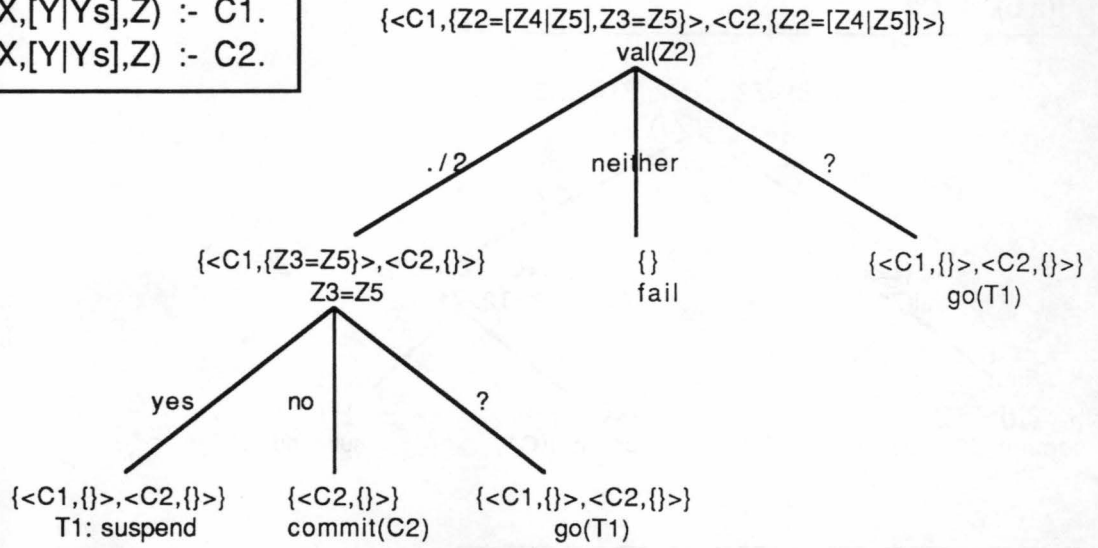 X,[Y|Ys],Z) :- C1.
X,[Y|Ys],Z) :- C2.
{<C1,{Z2=[Z4|Z5],Z3=Z5}>,<C2,{Z2=[Z4|Z5]}>}
val(Z2)
./2 neither ?
{<C1,{Z3=Z5}>,<C2,{}>} {} {<C1,{}>,<C2,{}>}
Z3=Z5 fail go(T1)
yes no ?
{<C1,{}>,<C2,{}>} {<C2,{}>} {<C1,{}>,<C2,{}>}
T1: suspend commit(C2) go(T1)